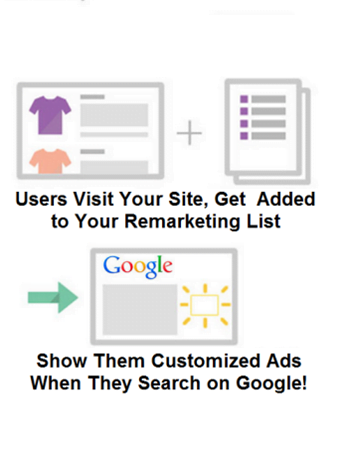 Users Visit Your Site, Get Added
to Your Remarketing List
Google
Show Them Customized Ads
When They Search on Google!